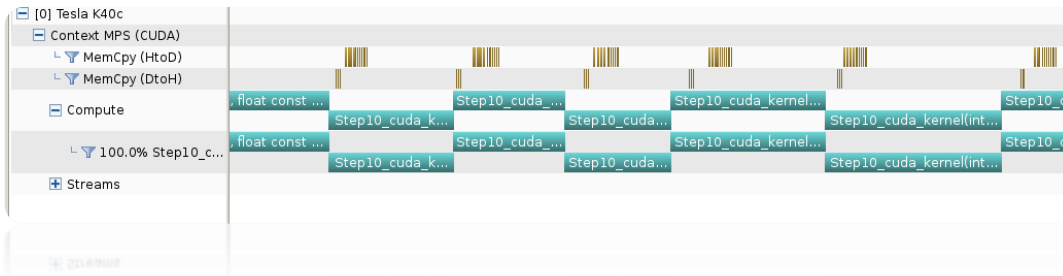 [0] Tesla K40c
Context MPS (CUDA)
MemCpy (HtoD)
MemCpy (DtoH)
, float const ... Step10_cuda_... Step10_cuda_kernel... Step10_c
Compute
Step10_cuda_k... Step10_cuda... Step10_cuda_kernel(int...
, float const ... Step10_cuda_... Step10_cuda_kernel... Step10_c
100.0% Step10_c...
Step10_cuda_k... Step10_cuda... Step10_cuda_kernel(int...
Streams
Streams